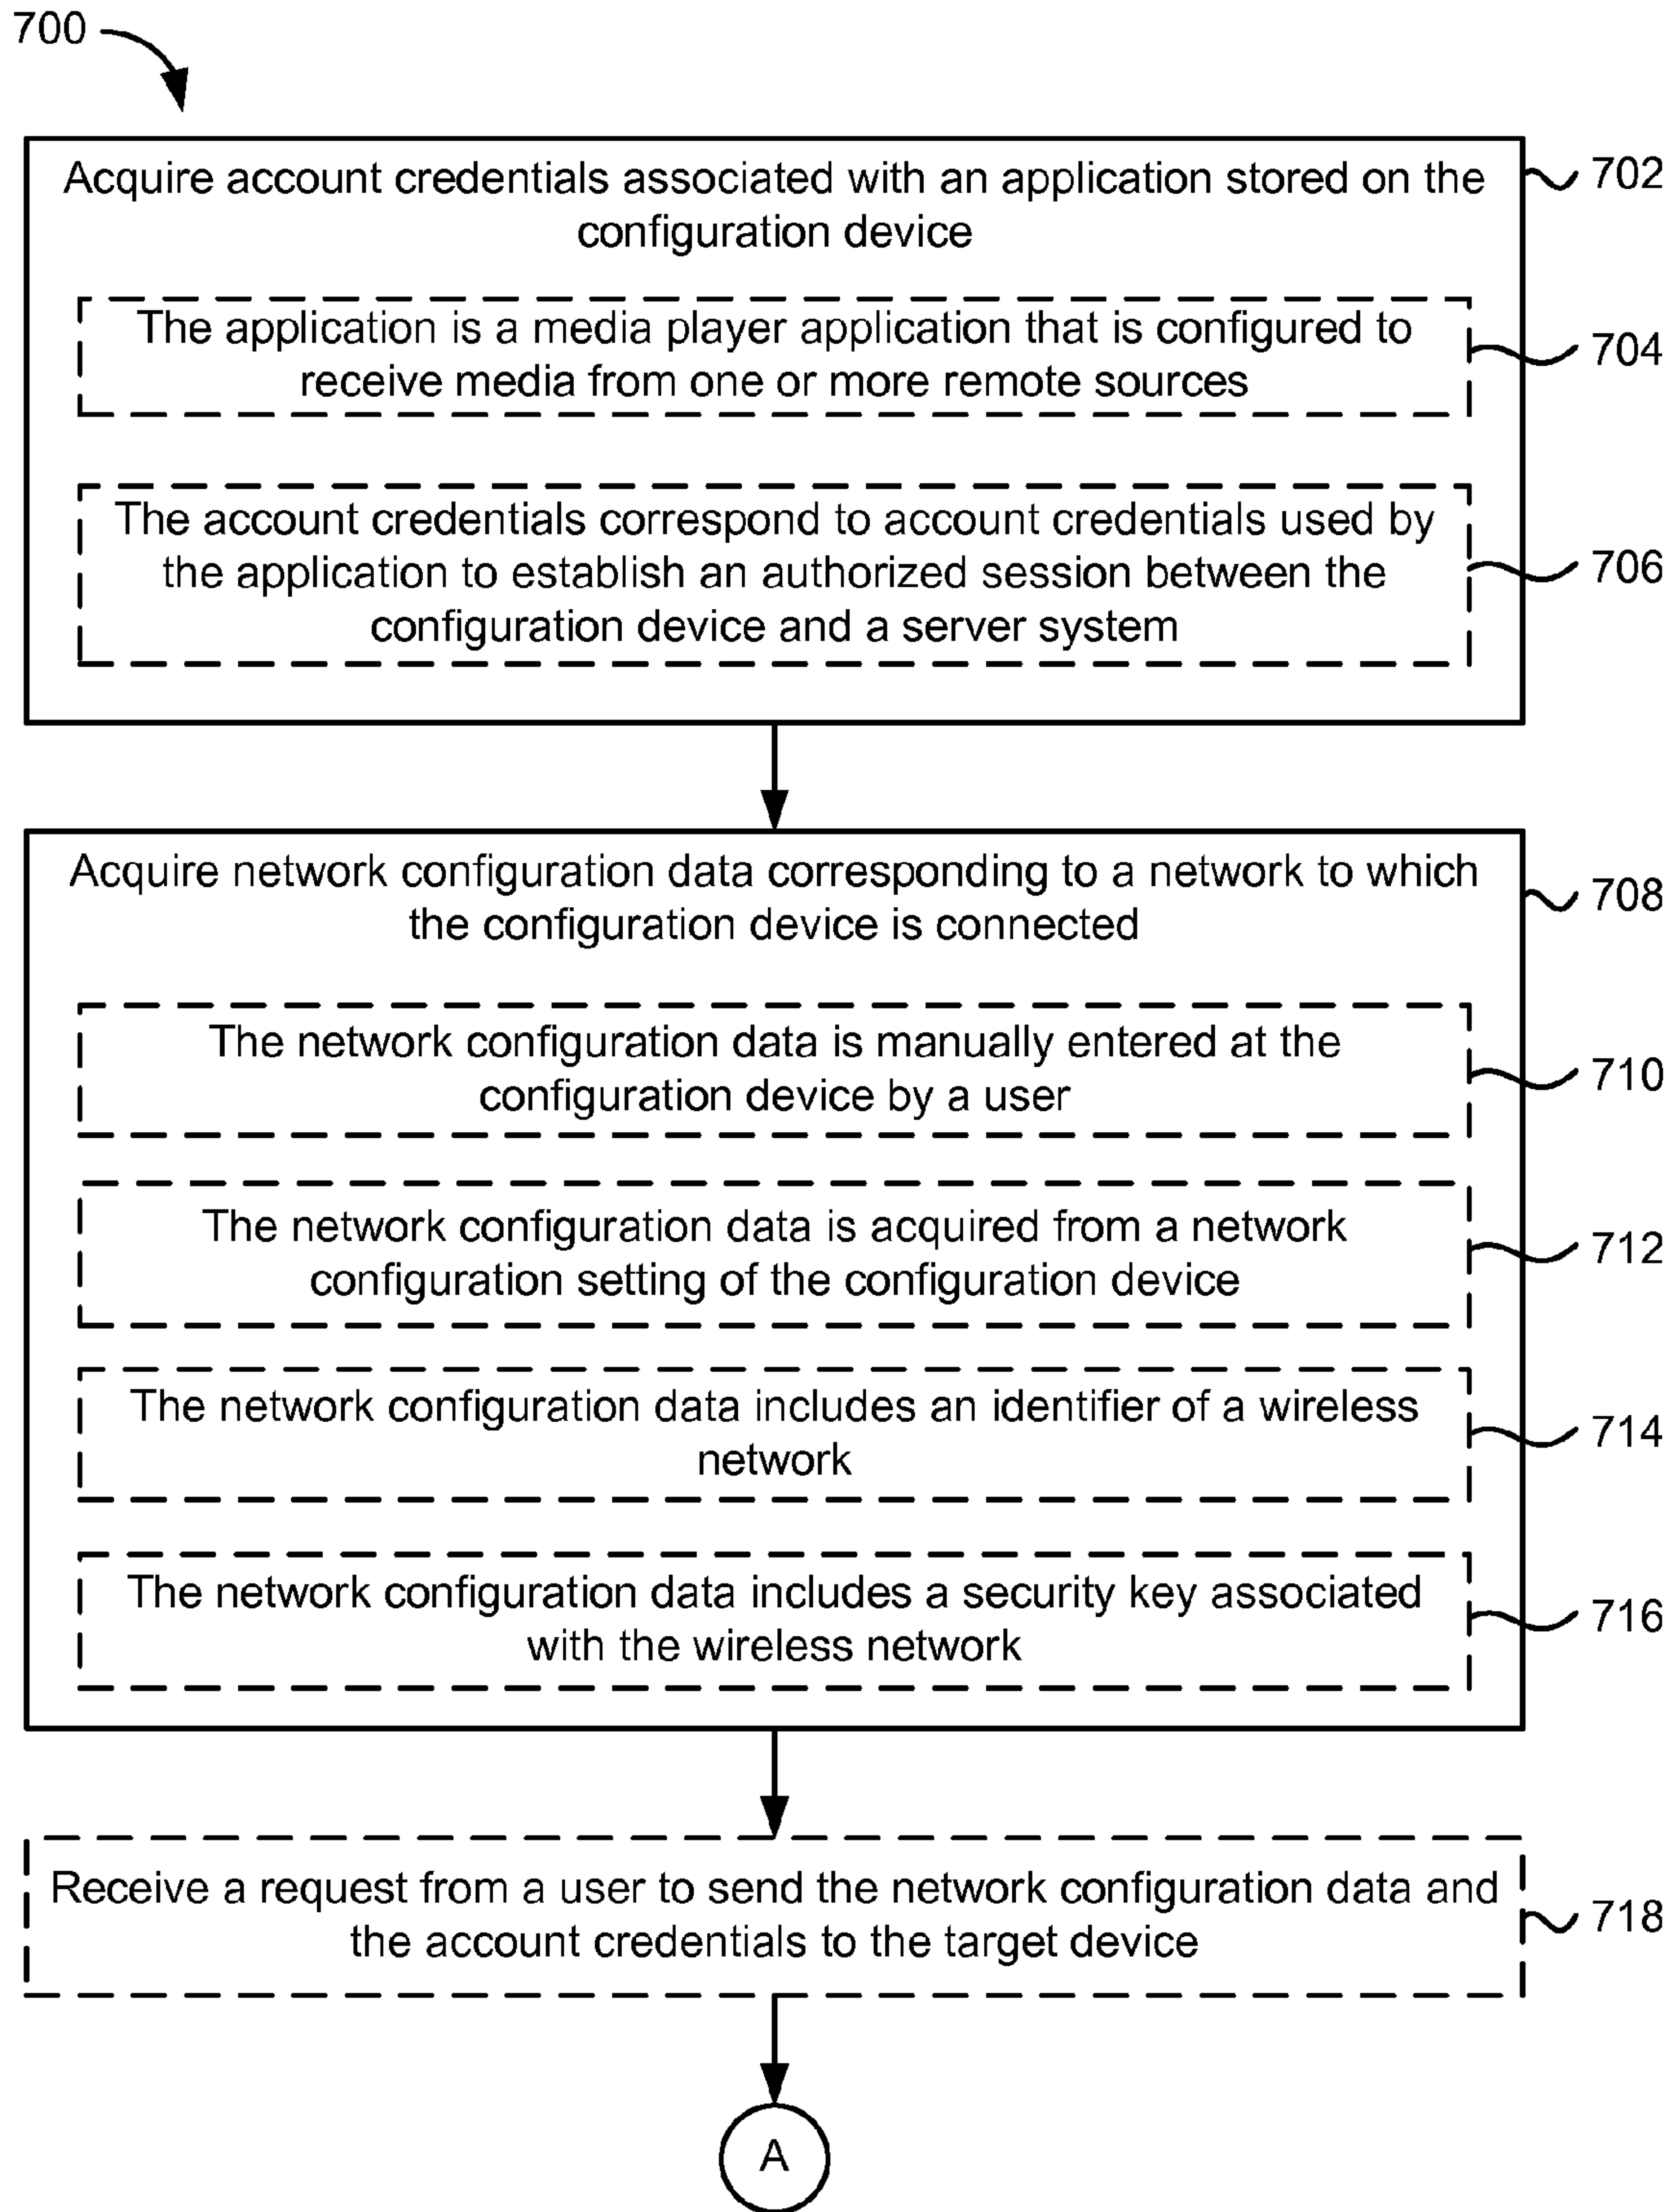 700
Acquire account credentials associated with an application stored on the
configuration device
702
The application is a media player application that is configured to
receive media from one or more remote sources
704
The account credentials correspond to account credentials used by
the application to establish an authorized session between the
configuration device and a server system
706
Acquire network configuration data corresponding to a network to which
the configuration device is connected
708
The network configuration data is manually entered at the
configuration device by a user
710
The network configuration data is acquired from a network
configuration setting of the configuration device
712
The network configuration data includes an identifier of a wireless
network
714
The network configuration data includes a security key associated
with the wireless network
716
Receive a request from a user to send the network configuration data and
the account credentials to the target device
718
A